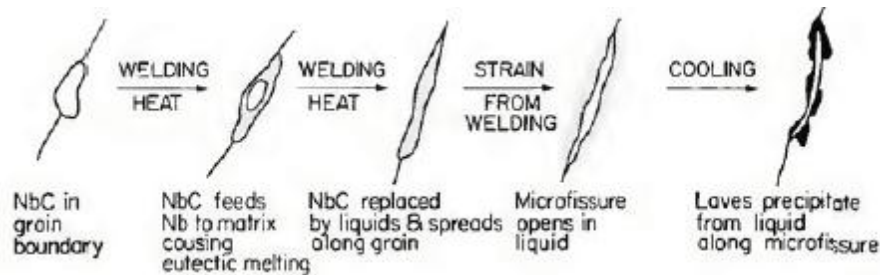 WELDING
HEAT
WELDING
HEAT
STRAIN
FROM
WELDING
COOLING
NbC in
grain
boundary
NbC feeds
Nb to matrix
cousing
eutectic melting
NbC replaced
by liquids & spreads
along grain
Microfissure
opens in
liquid
Laves precipitate
from liquid
along microfissure